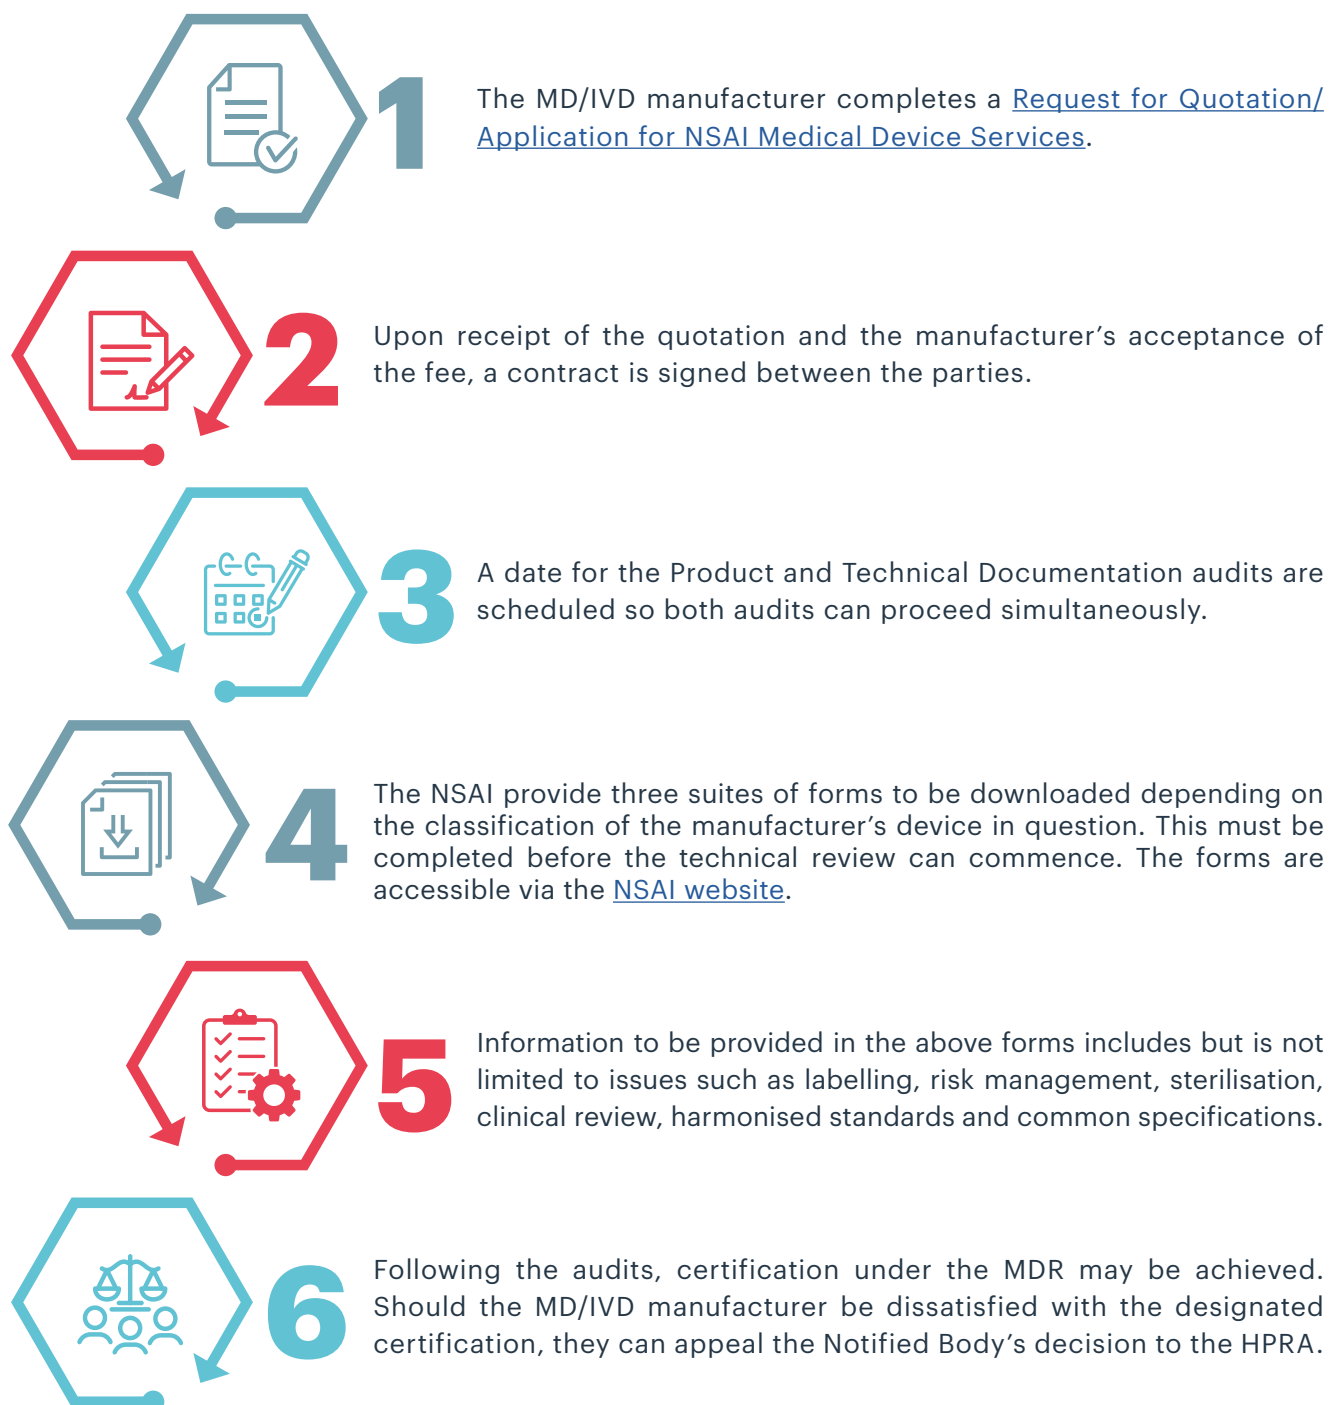 1
The MD/IVD manufacturer completes a Request for Quotation/
Application for NSAI Medical Device Services.
2
Upon receipt of the quotation and the manufacturer’s acceptance of
the fee, a contract is signed between the parties.
3
A date for the Product and Technical Documentation audits are
scheduled so both audits can proceed simultaneously.
4
The NSAI provide three suites of forms to be downloaded depending on
the classification of the manufacturer’s device in question. This must be
completed before the technical review can commence. The forms are
accessible via the NSAI website.
5
Information to be provided in the above forms includes but is not
limited to issues such as labelling, risk management, sterilisation,
clinical review, harmonised standards and common specifications.
6
Following the audits, certification under the MDR may be achieved.
Should the MD/IVD manufacturer be dissatisfied with the designated
certification, they can appeal the Notified Body’s decision to the HPRA.